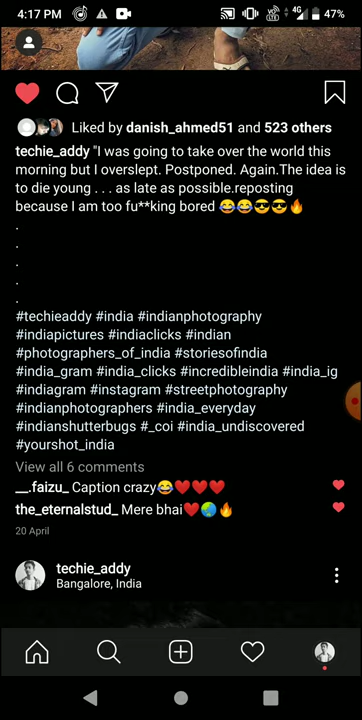 4:17 PM
4G
47%
Liked by danish_ahmed51 and 523 others
techie_addy "I was going to take over the world this
morning but I overslept. Postponed. Again.The idea is
to die young . . . as late as possible.reposting
because I am too fu**king bored 😂😂😎😎🔥
.
.
.
.
.
#techieaddy #india #indianphotography
#indiapictures #indiaclicks #indian
#photographers_of_india #storiesofindia
#india_gram #india_clicks #incredibleindia #india_ig
#indiagram #instagram #streetphotography
#indianphotographers #india_everyday
#indianshutterbugs #_coi #india_undiscovered
#yourshot_india
View all 6 comments
__.faizu_ Caption crazy😂❤️❤️❤️
the_eternalstud_ Mere bhai❤️🌏🔥
20 April
techie_addy
Bangalore, India